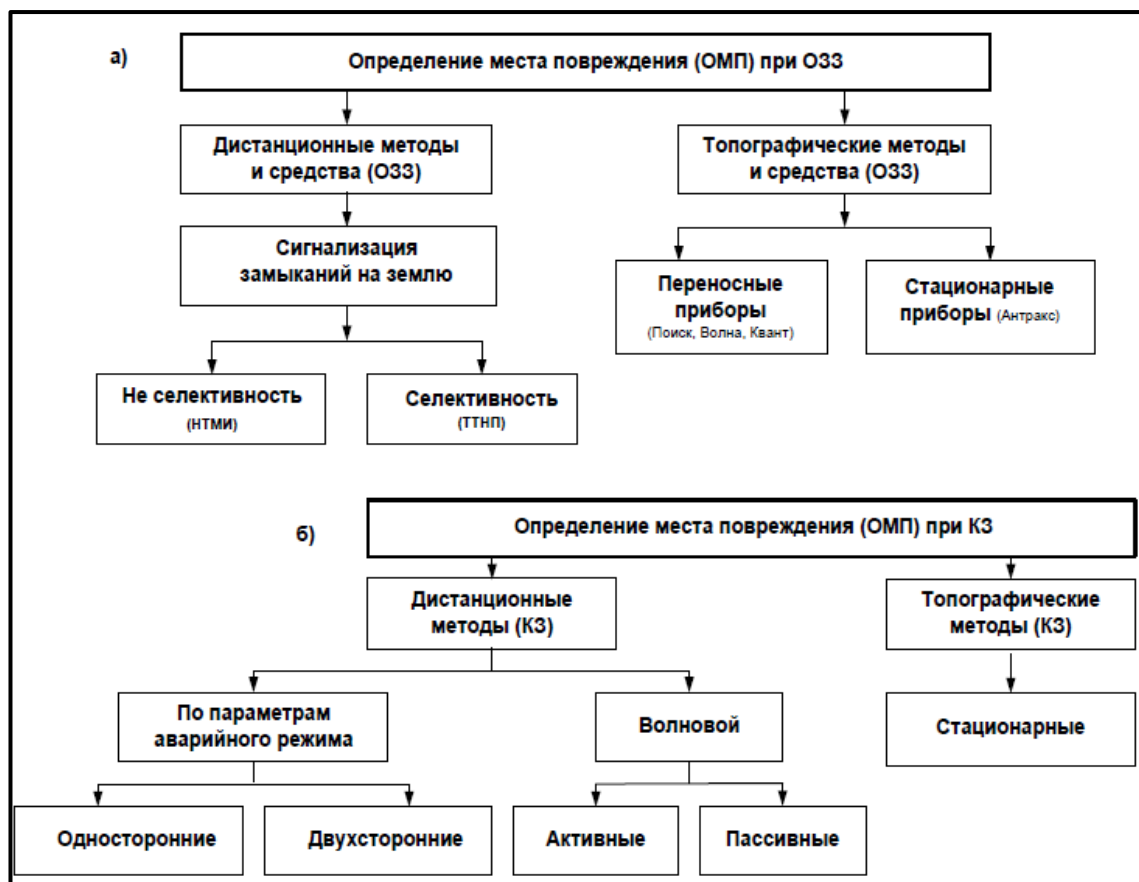 а)
Определение места повреждения (ОМП) при ОЗЗ
Дистанционные методы
и средства (ОЗЗ)
Топографические методы
и средства (ОЗЗ)
Сигнализация
замыканий на землю
Переносные
приборы
(Поиск, Волна, Квант)
Стационарные
приборы (Антракс)
Не селективность
(НТМИ)
Селективность
(ТТНП)
б)
Определение места повреждения (ОМП) при КЗ
Дистанционные
методы (КЗ)
Топографические
методы (КЗ)
По параметрам
аварийного режима
Волновой
Стационарные
Односторонние
Двухсторонние
Активные
Пассивные